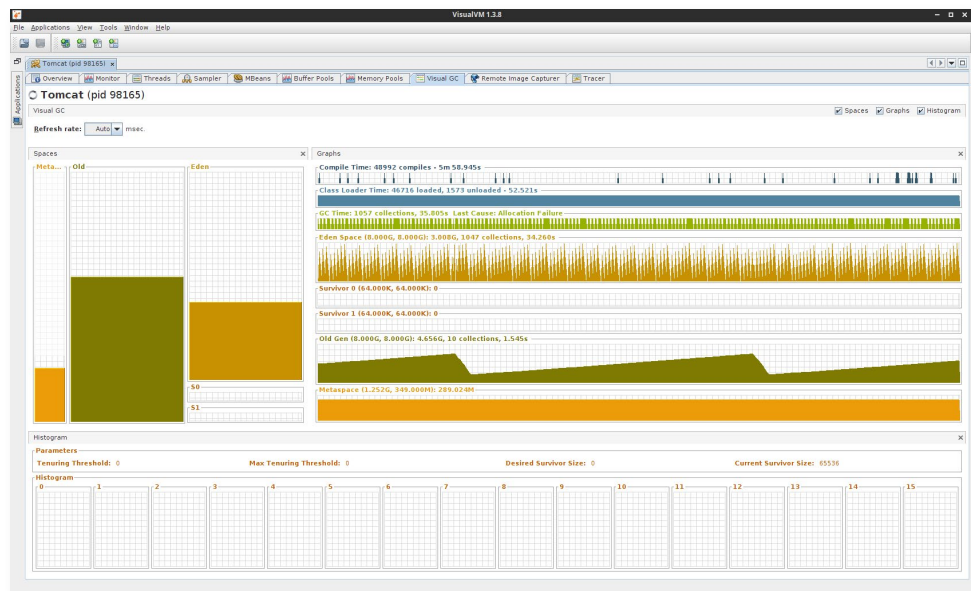 VisualVM 1.3.8
File Applications View Tools Window Help
Tomcat (pid 98165)
Applications
Overview Monitor Threads Sampler MBeans Buffer Pools Memory Pools Visual GC Remote Image Capturer Tracer
Tomcat (pid 98165)
Visual GC Spaces Graphs Histogram
Refresh rate: Auto msec.
Spaces
Meta... Old Eden
S0
S1
Graphs
Compile Time: 48992 compiles - 5m 58.945s
Class Loader Time: 46716 loaded, 1573 unloaded - 52.521s
GC Time: 1057 collections, 35.805s Last Cause: Allocation Failure
Eden Space (8.000G, 8.000G): 3.008G, 1047 collections, 34.260s
Survivor 0 (64.000K, 64.000K): 0
Survivor 1 (64.000K, 64.000K): 0
Old Gen (8.000G, 8.000G): 4.656G, 10 collections, 1.545s
Metaspace (1.252G, 349.000M): 289.024M
Histogram
Parameters
Tenuring Threshold: 0 Max Tenuring Threshold: 0 Desired Survivor Size: 0 Current Survivor Size: 65536
Histogram
0 1 2 3 4 5 6 7 8 9 10 11 12 13 14 15